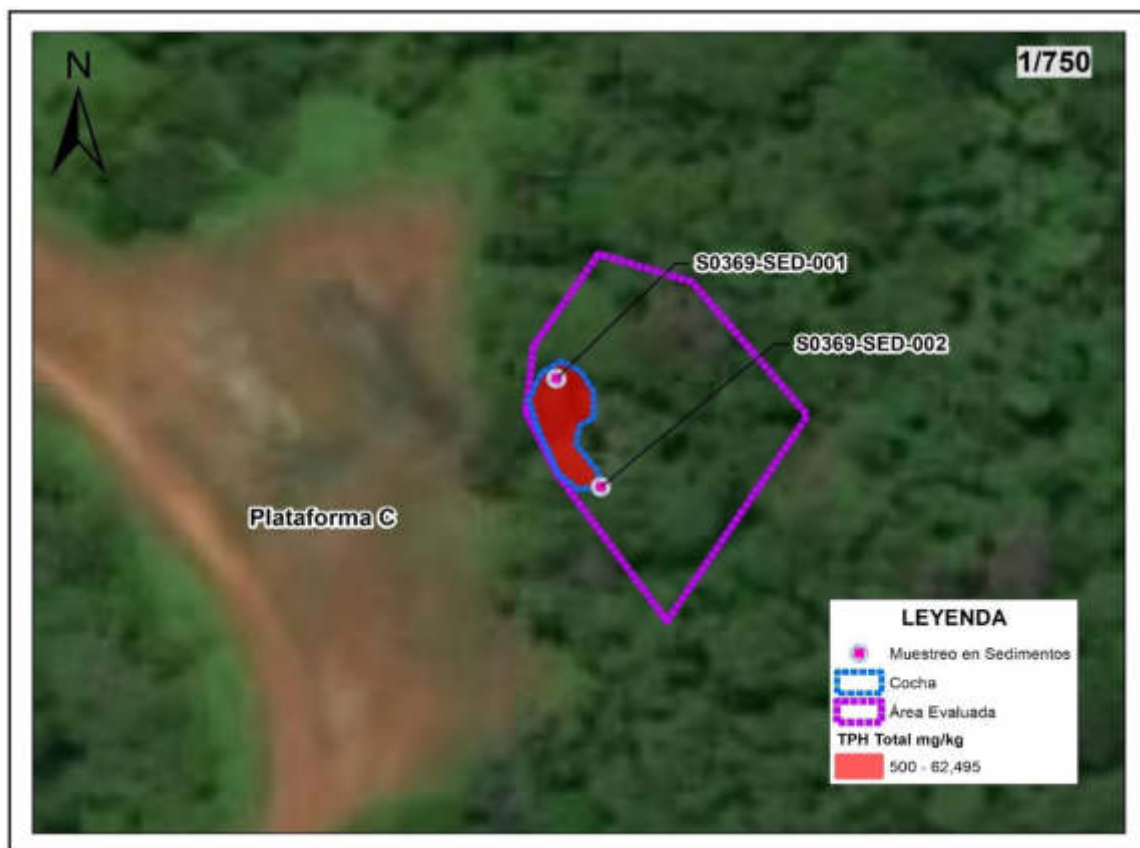 N
1/750
S0369-SED-001
S0369-SED-002
Plataforma C
LEYENDA
Muestreo en Sedimentos
Cocha
Área Evaluada
TPH Total mg/kg
500 - 62,495